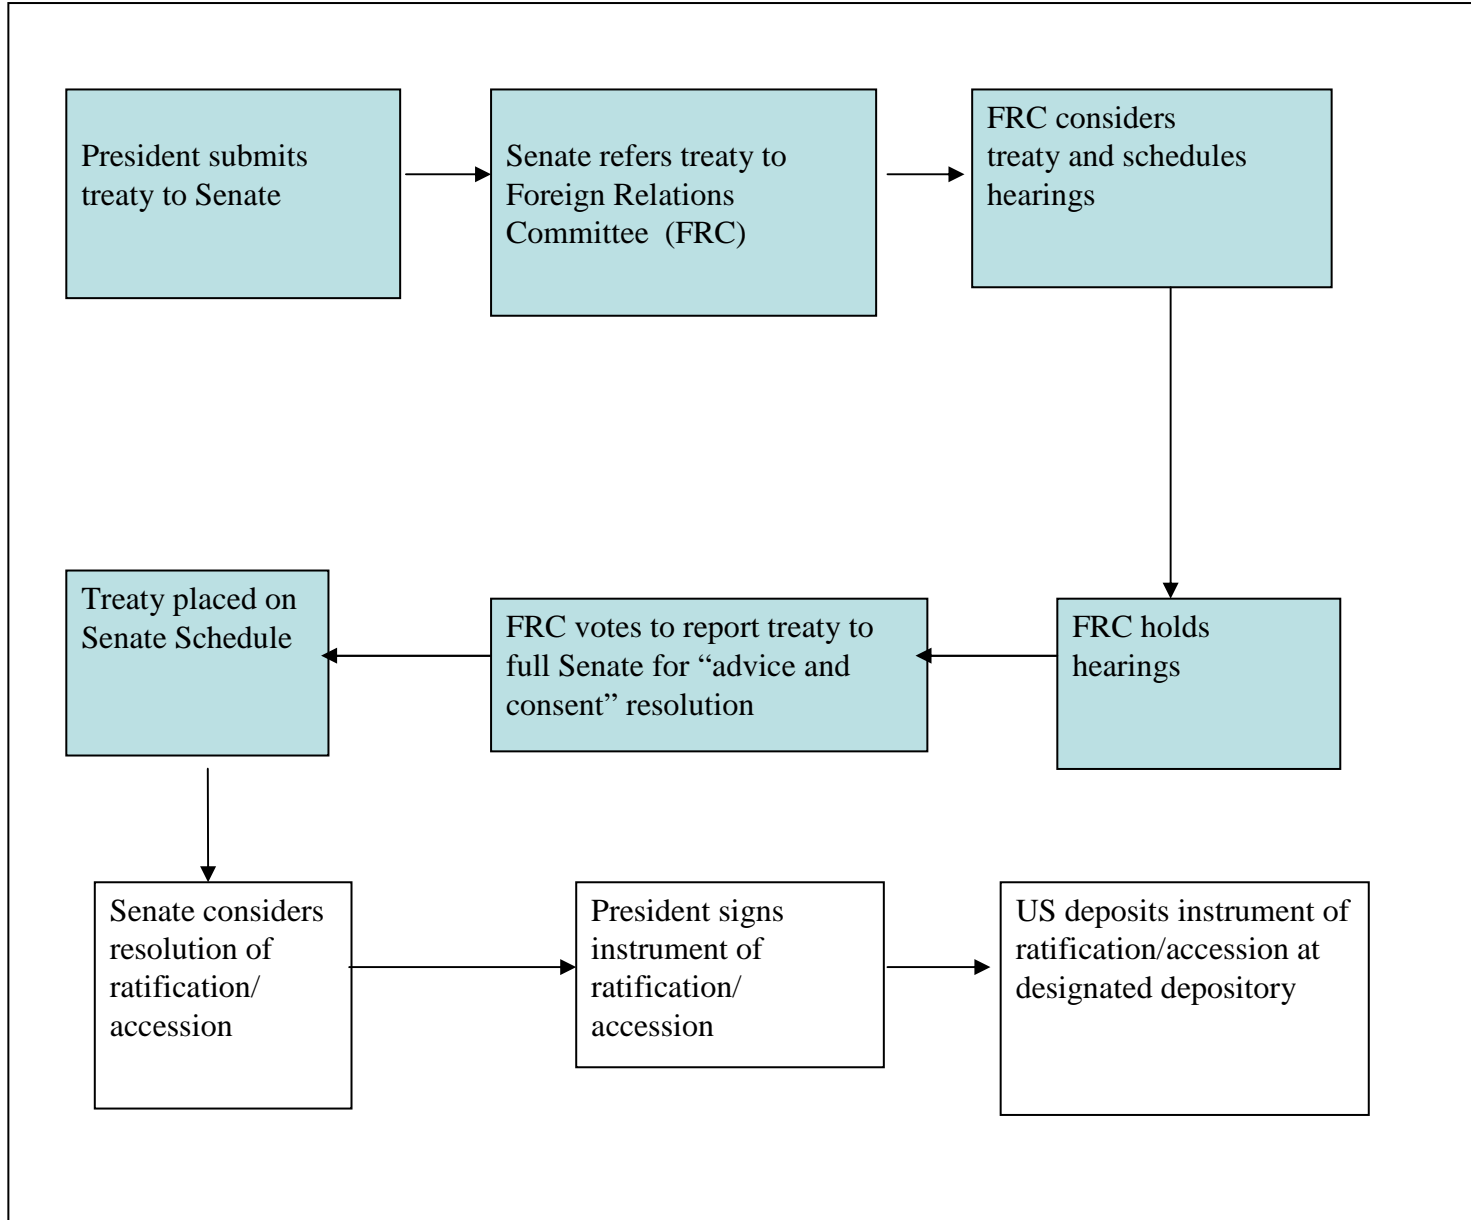 President submits
treaty to Senate
Senate refers treaty to
Foreign Relations
Committee  (FRC)
FRC considers
treaty and schedules
hearings
FRC holds
hearings
FRC votes to report treaty to
full Senate for “advice and
consent” resolution
Treaty placed on
Senate Schedule
Senate considers
resolution of
ratification/
accession
President signs
instrument of
ratification/
accession
US deposits instrument of
ratification/accession at
designated depository